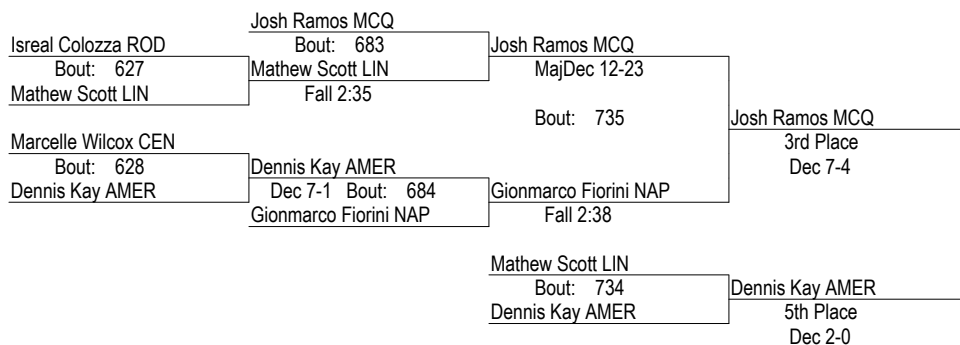 Josh Ramos MCQ
Isreal Colozza ROD
Bout: 683
Josh Ramos MCQ
Bout: 627
Mathew Scott LIN
MajDec 12-23
Mathew Scott LIN
Fall 2:35
Bout: 735
Josh Ramos MCQ
Marcelle Wilcox CEN
3rd Place
Bout: 628
Dennis Kay AMER
Dec 7-4
Dennis Kay AMER
Dec 7-1 Bout: 684
Gionmarco Fiorini NAP
Gionmarco Fiorini NAP
Fall 2:38
Mathew Scott LIN
Bout: 734
Dennis Kay AMER
Dennis Kay AMER
5th Place
Dec 2-0